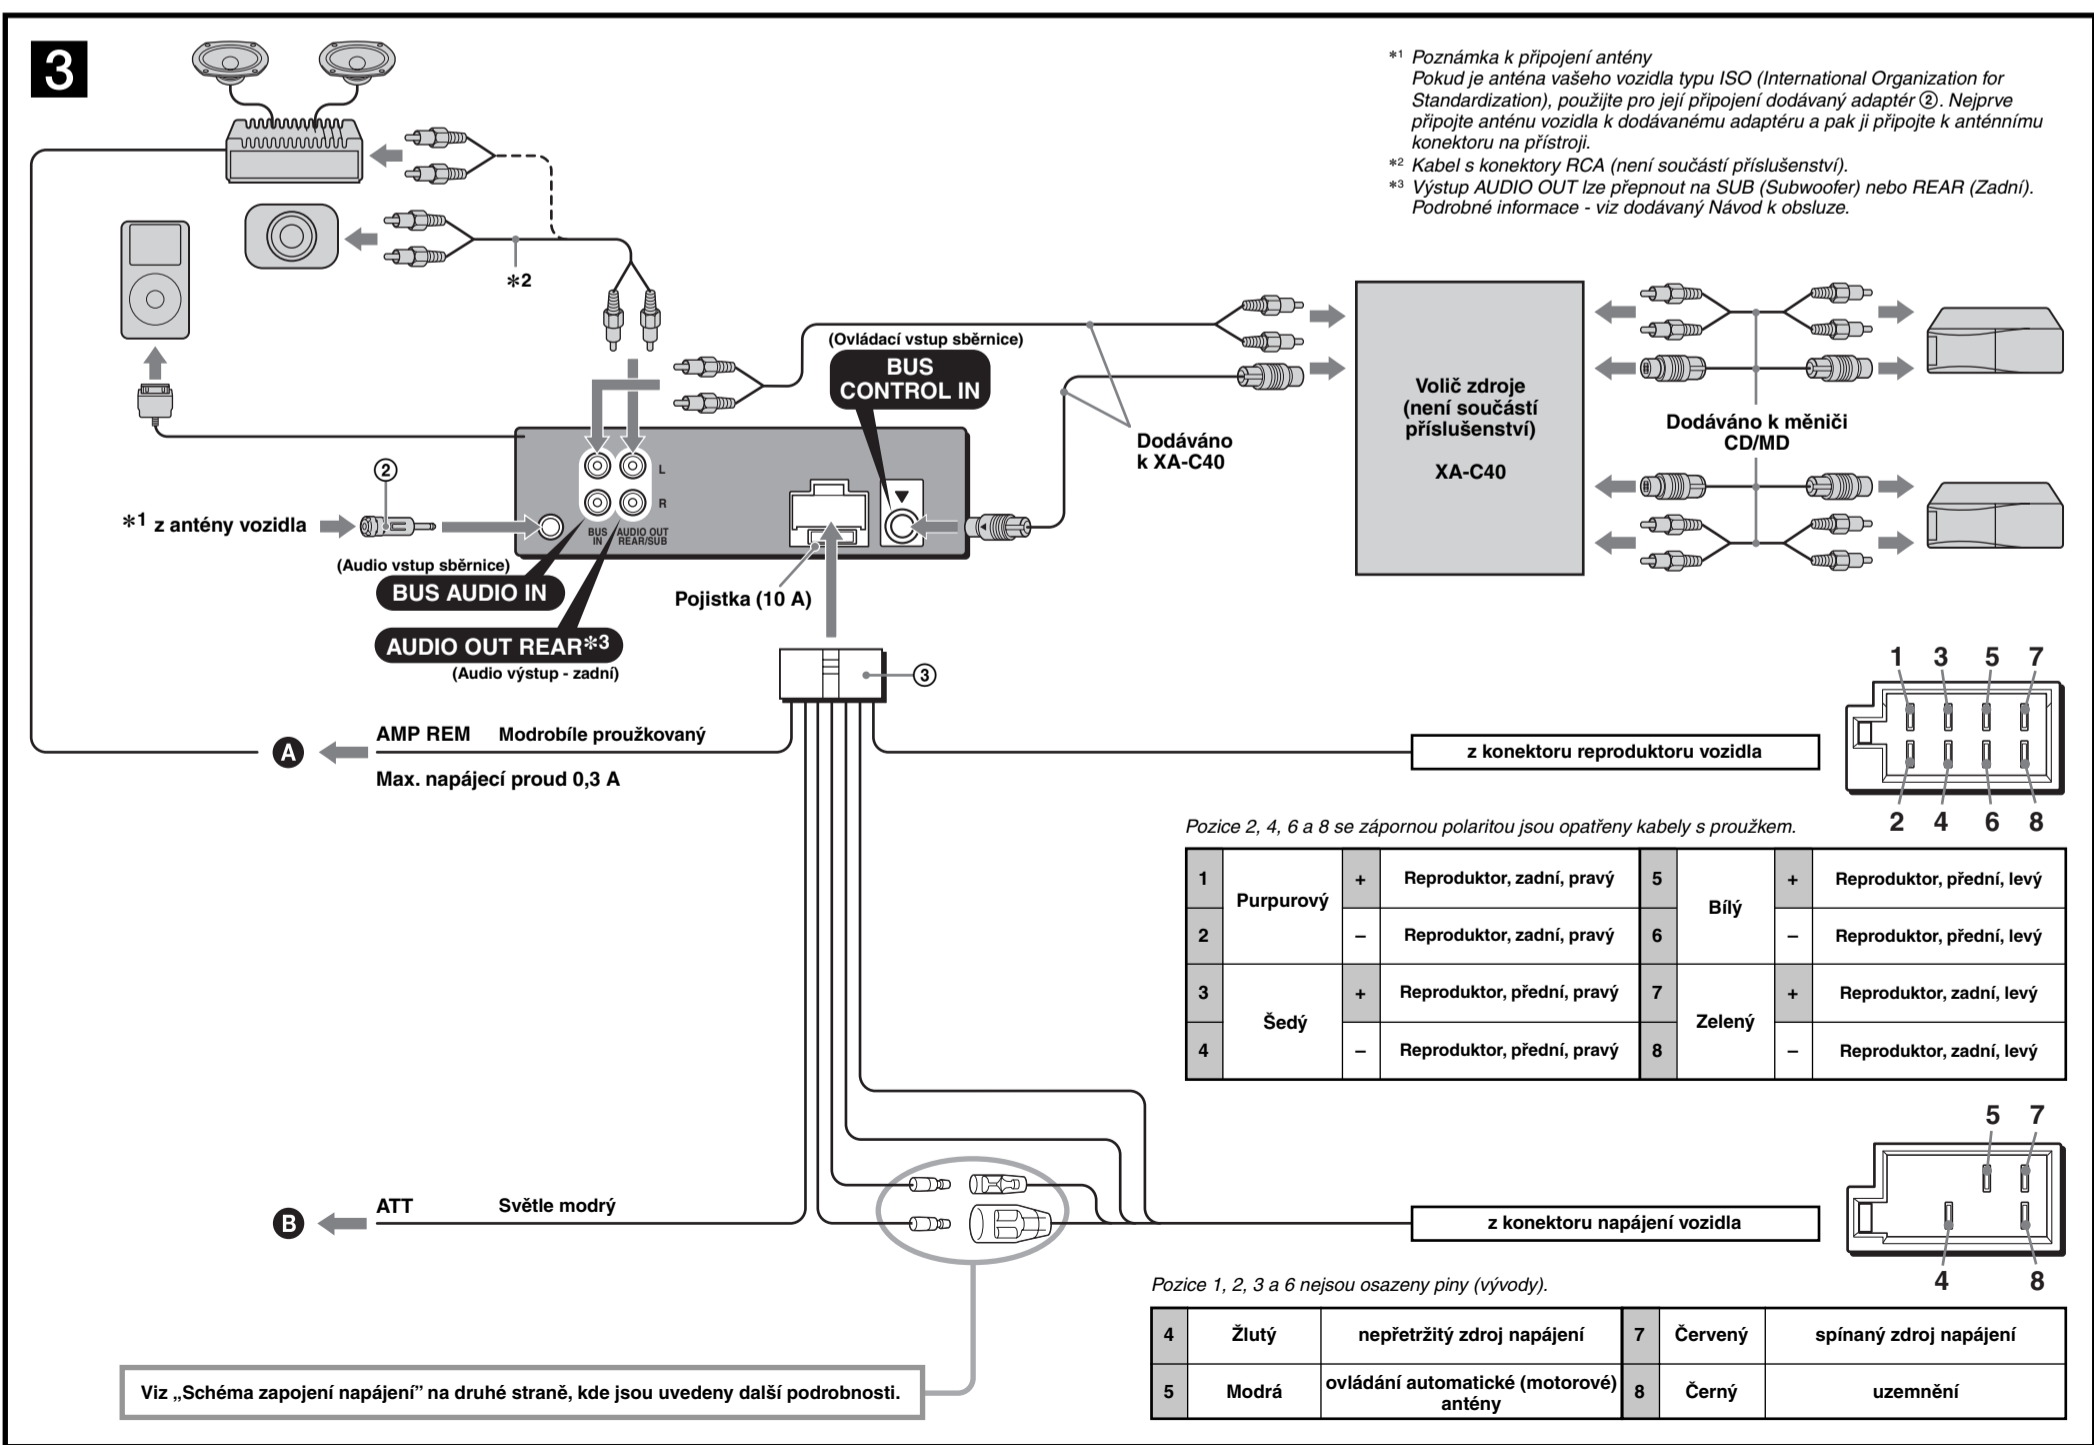 3
*1 Poznámka k připojení antény
Pokud je anténa vašeho vozidla typu ISO (International Organization for
Standardization), použijte pro její připojení dodávaný adaptér ②. Nejprve
připojte anténu vozidla k dodávanému adaptéru a pak ji připojte k anténnímu
konektoru na přístroji.
*2 Kabel s konektory RCA (není součástí příslušenství).
*3 Výstup AUDIO OUT lze přepnout na SUB (Subwoofer) nebo REAR (Zadní).
Podrobné informace - viz dodávaný Návod k obsluze.
*2
(Ovládací vstup sběrnice)
BUS
CONTROL IN
Dodáváno
k XA-C40
Volič zdroje
(není součástí
příslušenství)
XA-C40
Dodáváno k měniči
CD/MD
②
L
R
*1 z antény vozidla
BUS
IN
AUDIO OUT
REAR/SUB
(Audio vstup sběrnice)
BUS AUDIO IN
Pojistka (10 A)
AUDIO OUT REAR*3
(Audio výstup - zadní)
③
A
AMP REM Modrobíle proužkovaný
Max. napájecí proud 0,3 A
z konektoru reproduktoru vozidla
1 3 5 7
2 4 6 8
Pozice 2, 4, 6 a 8 se zápornou polaritou jsou opatřeny kabely s proužkem.
1 Purpurový + Reproduktor, zadní, pravý 5 Bílý + Reproduktor, přední, levý
2 – Reproduktor, zadní, pravý 6 – Reproduktor, přední, levý
3 Šedý + Reproduktor, přední, pravý 7 Zelený + Reproduktor, zadní, levý
4 – Reproduktor, přední, pravý 8 – Reproduktor, zadní, levý
B
ATT Světle modrý
z konektoru napájení vozidla
5 7
4 8
Pozice 1, 2, 3 a 6 nejsou osazeny piny (vývody).
4 Žlutý nepřetržitý zdroj napájení 7 Červený spínaný zdroj napájení
5 Modrá ovládání automatické (motorové) antény 8 Černý uzemnění
Viz „Schéma zapojení napájení” na druhé straně, kde jsou uvedeny další podrobnosti.